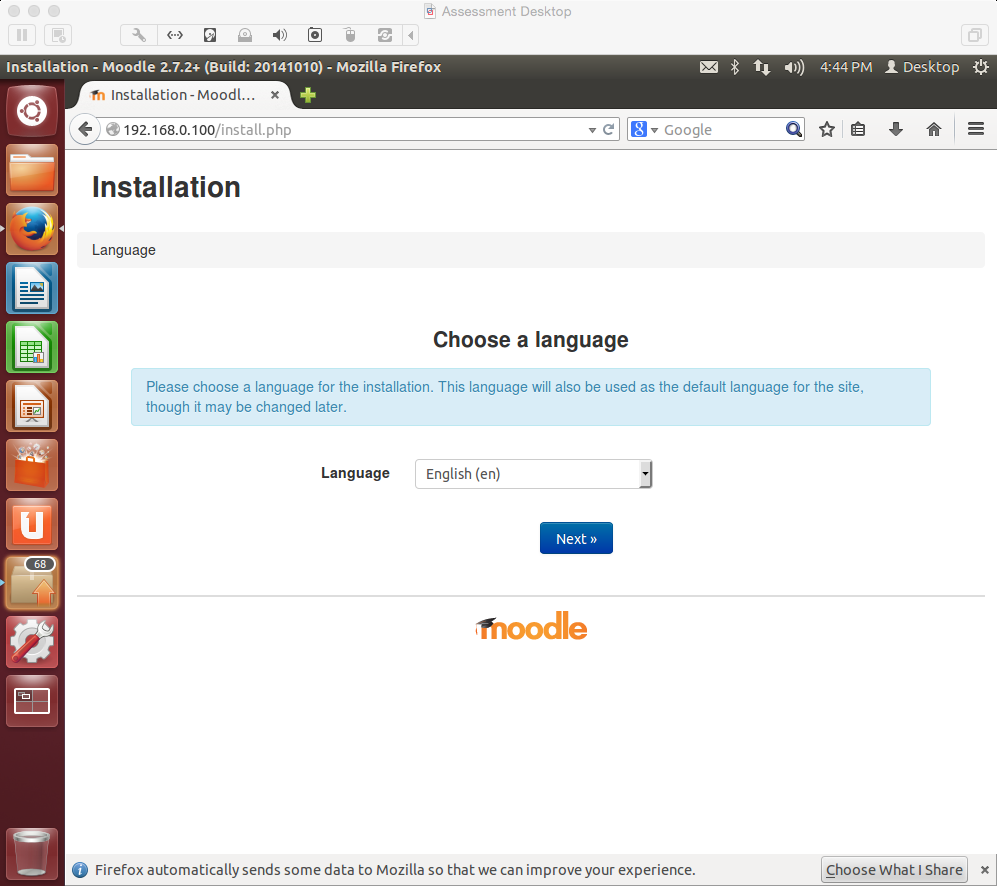 Assessment Desktop
Installation - Moodle 2.7.2+ (Build: 20141010) - Mozilla Firefox
4:44 PM
Desktop
Installation - Moodl...
192.168.0.100/install.php
Google
Installation
Language
Choose a language
Please choose a language for the installation. This language will also be used as the default language for the site,
though it may be changed later.
Language
English (en)
Next »
68
moodle
Firefox automatically sends some data to Mozilla so that we can improve your experience.
Choose What I Share